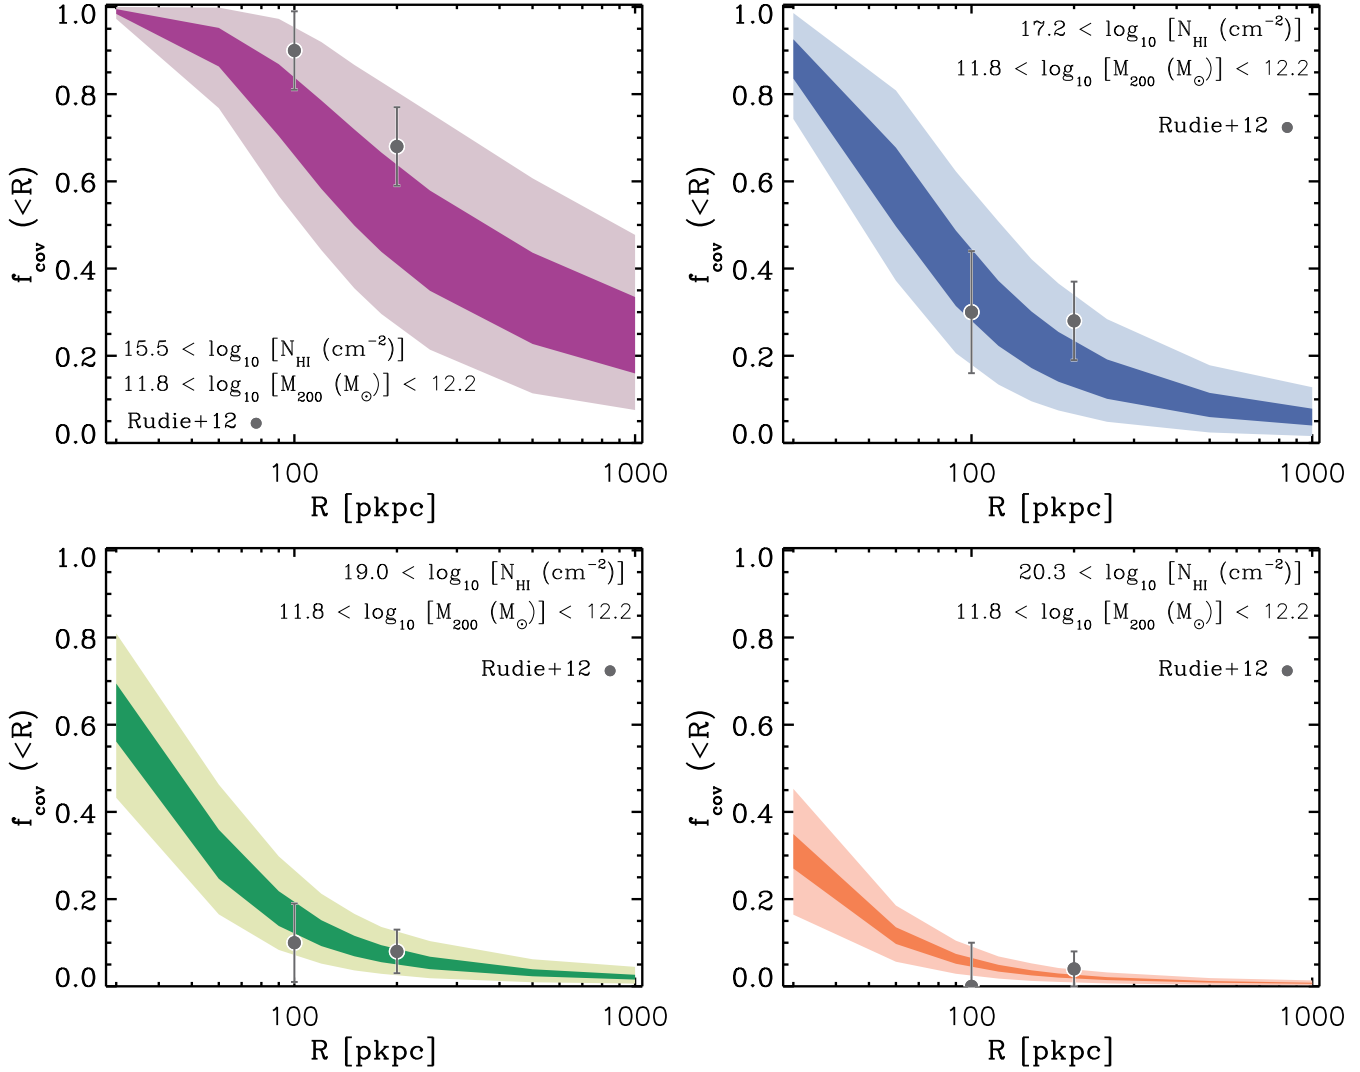 1.0
0.8
0.6
0.4
0.2
0.0
f_cov (<R)
15.5 < log₁₀ [N_HI (cm⁻²)]
11.8 < log₁₀ [M₂₀₀ (M_⊙)] < 12.2
Rudie+12
100 1000
R [pkpc]
1.0
0.8
0.6
0.4
0.2
0.0
f_cov (<R)
17.2 < log₁₀ [N_HI (cm⁻²)]
11.8 < log₁₀ [M₂₀₀ (M_⊙)] < 12.2
Rudie+12
100 1000
R [pkpc]
1.0
0.8
0.6
0.4
0.2
0.0
f_cov (<R)
19.0 < log₁₀ [N_HI (cm⁻²)]
11.8 < log₁₀ [M₂₀₀ (M_⊙)] < 12.2
Rudie+12
100 1000
R [pkpc]
1.0
0.8
0.6
0.4
0.2
0.0
f_cov (<R)
20.3 < log₁₀ [N_HI (cm⁻²)]
11.8 < log₁₀ [M₂₀₀ (M_⊙)] < 12.2
Rudie+12
100 1000
R [pkpc]